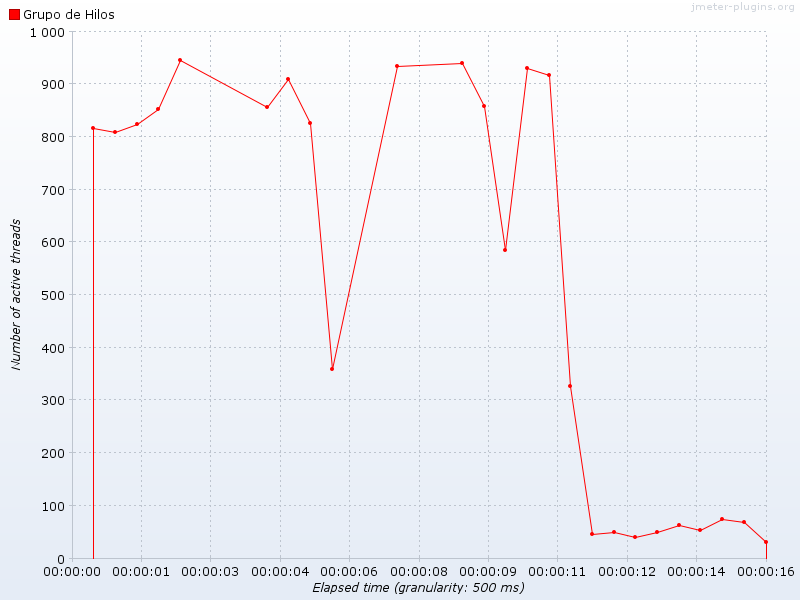 jmeter-plugins.org
Grupo de Hilos
1 000
900
800
700
600
500
400
300
200
100
0
Number of active threads
00:00:00 00:00:01 00:00:03 00:00:04 00:00:06 00:00:08 00:00:09 00:00:11 00:00:12 00:00:14 00:00:16
Elapsed time (granularity: 500 ms)